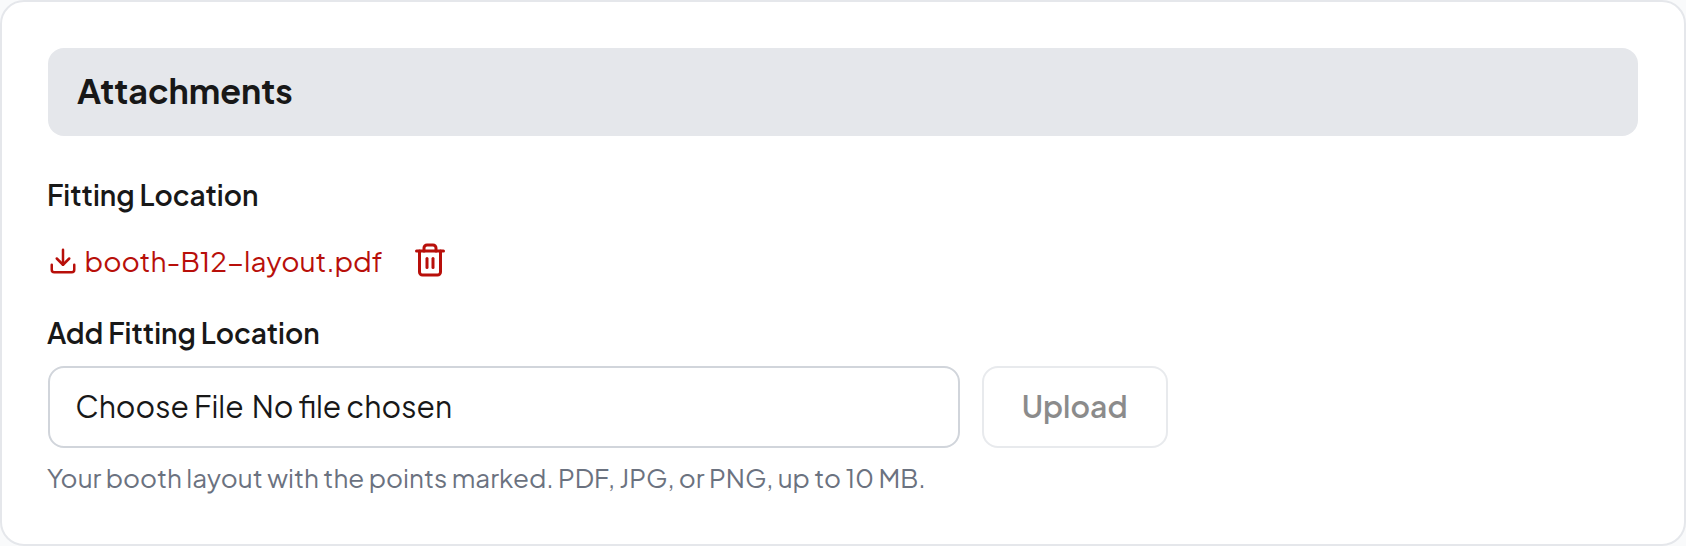 Attachments
Fitting Location
booth-B12-layout.pdf
Add Fitting Location
Choose File No file chosen
Upload
Your booth layout with the points marked. PDF, JPG, or PNG, up to 10 MB.